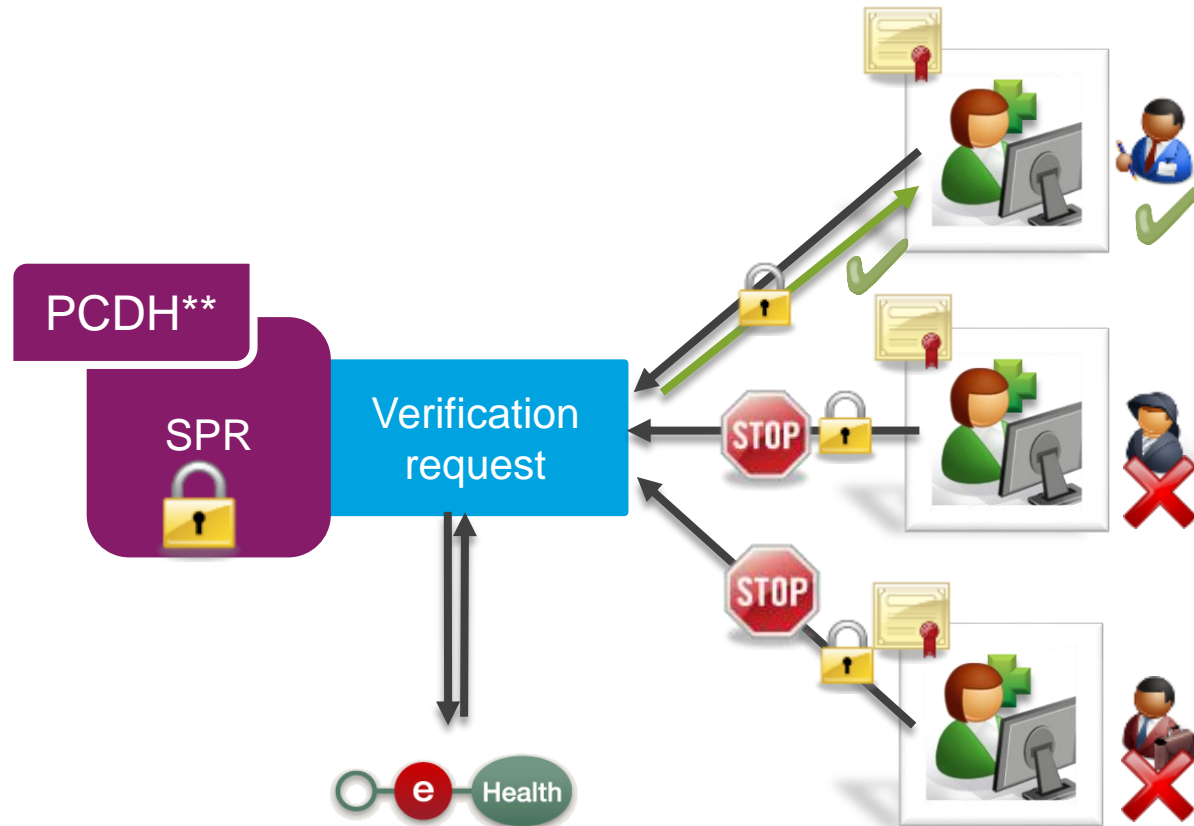 PCDH**
SPR
Verification
request
STOP
STOP
e Health